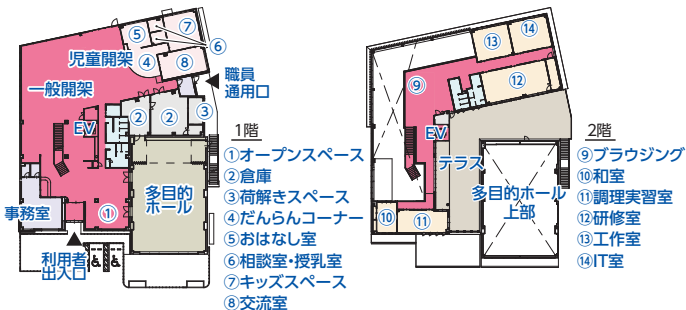 ⑤
⑦
児童開架
④
⑥
⑧
一般開架
職員
通用口
EV
②
②
③
多目的
ホール
事務室
①
利用者
出入口
1階
①オープンスペース
②倉庫
③荷解きスペース
④だんらんコーナー
⑤おはなし室
⑥相談室・授乳室
⑦キッズスペース
⑧交流室
⑭
⑬
⑨
⑫
EV
テラス
多目的ホール
上部
⑩
⑪
2階
⑨ブラウジング
⑩和室
⑪調理実習室
⑫研修室
⑬工作室
⑭IT室